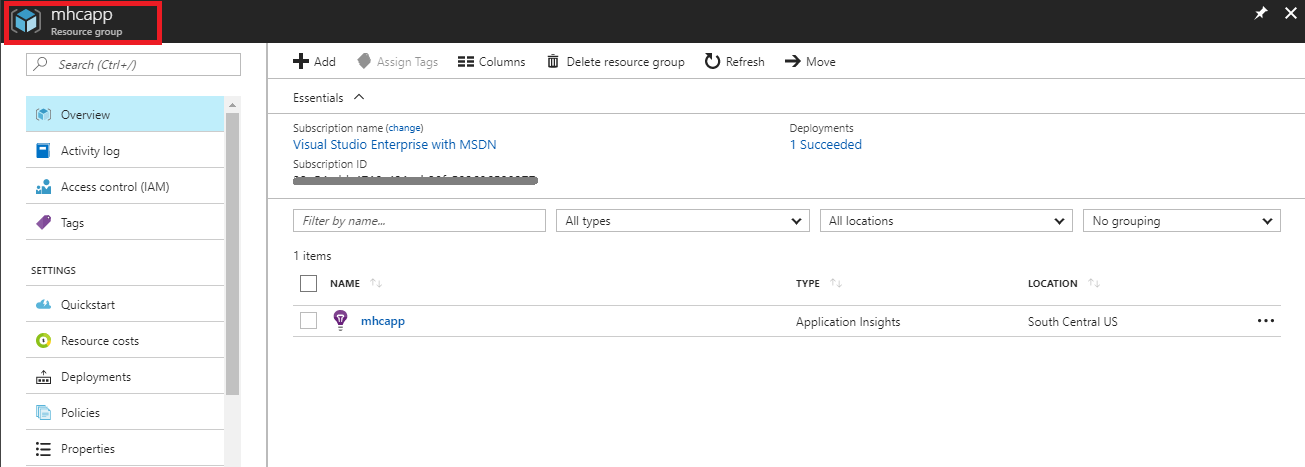 mhcapp
Resource group
Search (Ctrl+/)
Overview
Activity log
Access control (IAM)
Tags
SETTINGS
Quickstart
Resource costs
Deployments
Policies
Properties
Add Assign Tags Columns Delete resource group Refresh Move
Essentials
Subscription name (change) Deployments
Visual Studio Enterprise with MSDN 1 Succeeded
Subscription ID
Filter by name... All types All locations No grouping
1 items
NAME TYPE LOCATION
mhcapp Application Insights South Central US